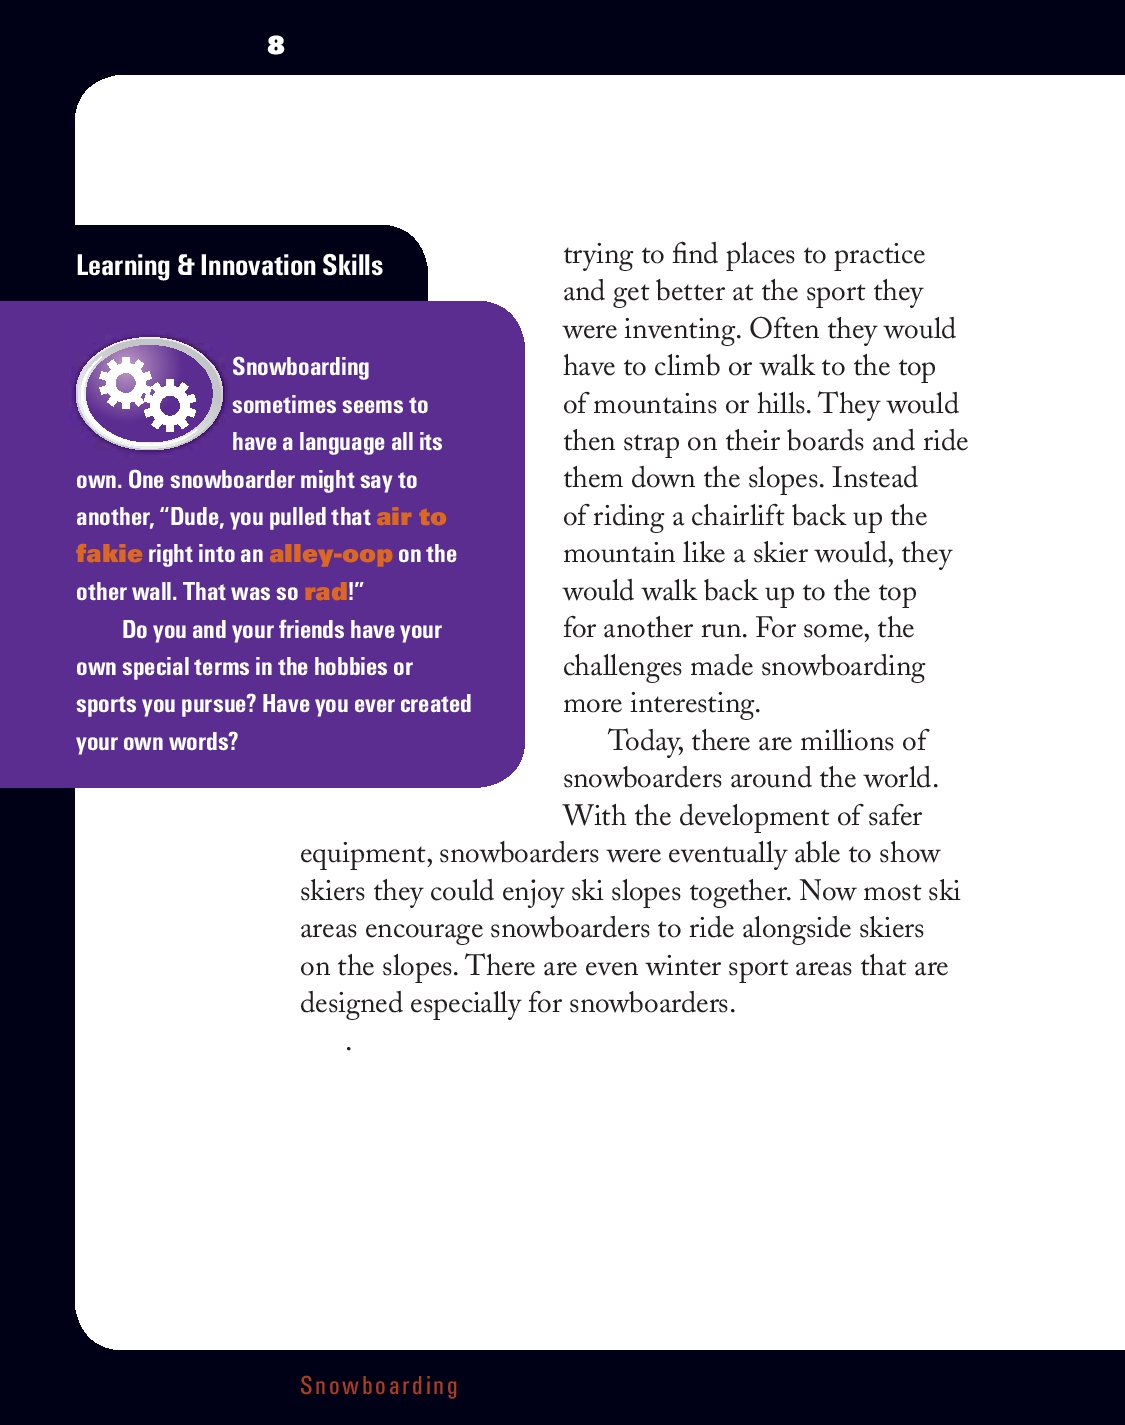 8
Learning & Innovation Skills
Snowboarding
sometimes seems to
have a language all its
own. One snowboarder might say to
another, “Dude, you pulled that air to
fakie right into an alley-oop on the
other wall. That was so rad!”
Do you and your friends have your
own special terms in the hobbies or
sports you pursue? Have you ever created
your own words?
trying to find places to practice
and get better at the sport they
were inventing. Often they would
have to climb or walk to the top
of mountains or hills. They would
then strap on their boards and ride
them down the slopes. Instead
of riding a chairlift back up the
mountain like a skier would, they
would walk back up to the top
for another run. For some, the
challenges made snowboarding
more interesting.
Today, there are millions of
snowboarders around the world.
With the development of safer
equipment, snowboarders were eventually able to show
skiers they could enjoy ski slopes together. Now most ski
areas encourage snowboarders to ride alongside skiers
on the slopes. There are even winter sport areas that are
designed especially for snowboarders.
.
Snowboarding